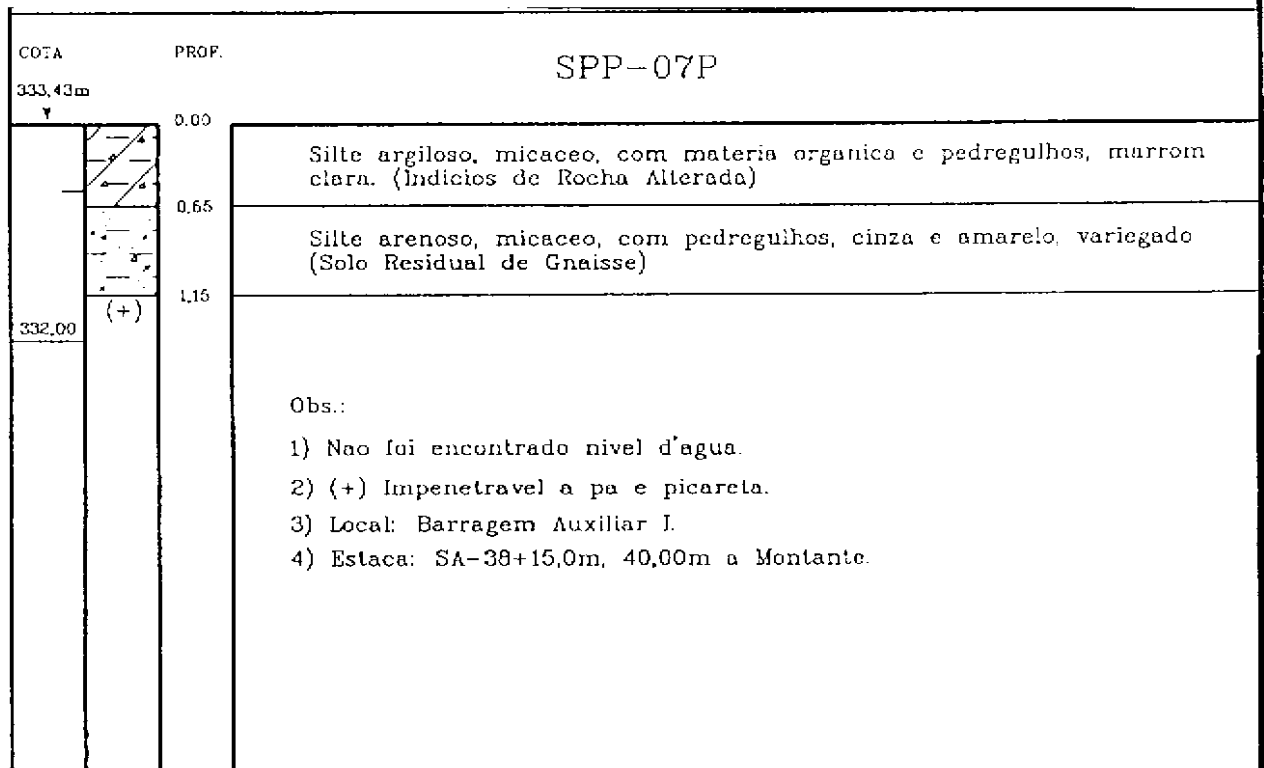 COTA
PROF.
SPP-07P
333,43m
0.00
Silte argiloso, micaceo, com materia organica e pedregulhos, marrom
clara. (Indicios de Rocha Alterada)
0,65
Silte arenoso, micaceo, com pedregulhos, cinza e amarelo, variegado
(Solo Residual de Gnaisse)
1,15
(+)
332,00
Obs.:
1) Nao foi encontrado nivel d'agua.
2) (+) Impenetravel a pa e picareta.
3) Local: Barragem Auxiliar I.
4) Estaca: SA-38+15,0m, 40,00m a Montante.